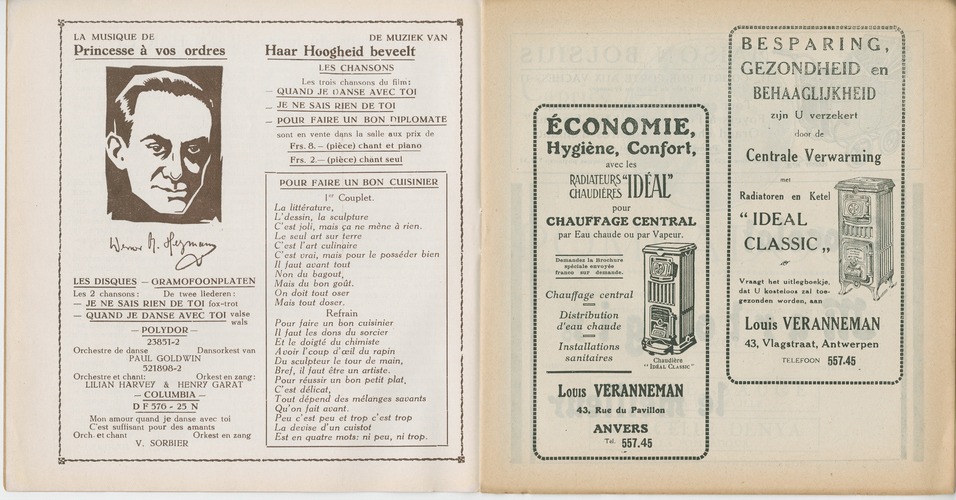 LA MUSIQUE DE
Princesse à vos ordres
DE MUZIEK VAN
Haar Hoogheid beveelt
LES CHANSONS
Les trois chansons du film:
— QUAND JE DANSE AVEC TOI
— JE NE SAIS RIEN DE TOI
— POUR FAIRE UN BON DIPLOMATE
sont en vente dans la salle aux prix de
Frs. 8.— (pièce) chant et piano
Frs. 2.— (pièce) chant seul
LES DISQUES — GRAMOFOONPLATEN
Les 2 chansons: De twee liederen:
— JE NE SAIS RIEN DE TOI fox-trot
— QUAND JE DANSE AVEC TOI valse
wals
— POLYDOR —
23851-2
Orchestre de danse Dansorkest van
PAUL GOLDWIN
521898-2
Orchestre et chant: Orkest en zang:
LILIAN HARVEY & HENRY GARAT
— COLUMBIA —
D F 576 - 25 N
Mon amour quand je danse avec toi
C'est suffisant pour des amants
Orch. et chant Orkest en zang
V. SORBIER
POUR FAIRE UN BON CUISINIER
1er Couplet.
La littérature,
L'dessin, la sculpture
C'est joli, mais ça ne mène à rien.
Le seul art sur terre
C'est l'art culinaire
C'est vrai, mais pour le posséder bien
Il faut avant tout
Non du bagout,
Mais du bon goût.
On doit tout oser
Mais tout doser.
Refrain
Pour faire un bon cuisinier
Il faut les dons du sorcier
Et le doigté du chimiste
Avoir l'coup d'œil du rapin
Du sculpteur le tour de main,
Bref, il faut être un artiste.
Pour réussir un bon petit plat,
C'est délicat,
Tout dépend des mélanges savants
Qu'on fait avant.
Peu c'est peu et trop c'est trop
La devise d'un cuistot
Est en quatre mots: ni peu, ni trop.
ÉCONOMIE,
Hygiène, Confort,
avec les
RADIATEURS
CHAUDIÈRES "IDÉAL"
pour
CHAUFFAGE CENTRAL
par Eau chaude ou par Vapeur.
Demandez la Brochure
spéciale envoyée
franco sur demande.
Chauffage central
Distribution
d'eau chaude
Installations
sanitaires
Chaudière
"IDÉAL CLASSIC"
LOUIS VERANNEMAN
43, Rue du Pavillon
ANVERS
Tél. 557.45
BESPARING,
GEZONDHEID en
BEHAAGLIJKHEID
zijn U verzekert
door de
Centrale Verwarming
met
Radiatoren en Ketel
" IDEAL
CLASSIC „
Vraagt het uitlegboekje,
dat U kosteloos zal toe-
gezonden worden, aan
Louis VERANNEMAN
43, Vlagstraat, Antwerpen
TELEFOON 557.45